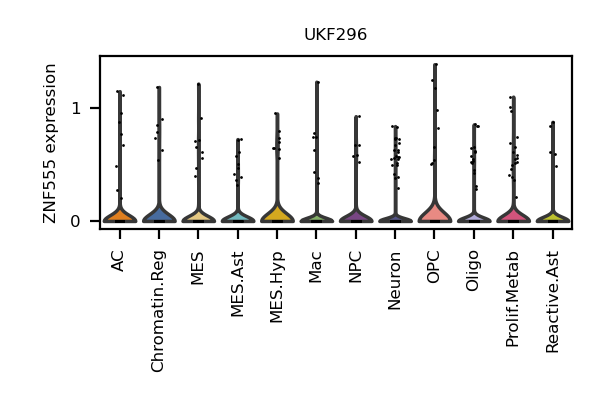 UKF296
ZNF555 expression
1
0
AC
Chromatin.Reg
MES
MES.Ast
MES.Hyp
Mac
NPC
Neuron
OPC
Oligo
Prolif.Metab
Reactive.Ast